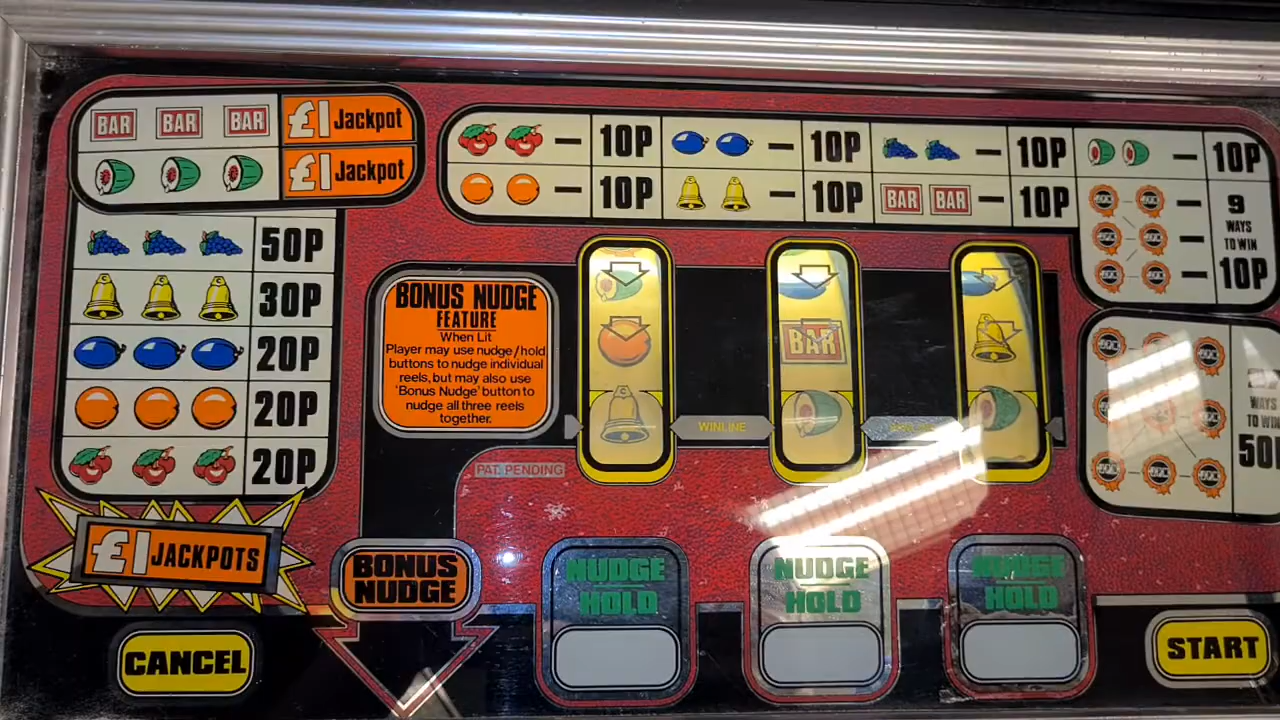 BAR BAR BAR £1 Jackpot
£1 Jackpot
50P
30P
20P
20P
20P
£1 JACKPOTS
10P 10P 10P 10P
10P 10P BAR BAR 10P
9
WAYS
TO WIN
10P
BONUS NUDGE
FEATURE
When Lit
Player may use nudge/hold
buttons to nudge individual
reels, but may also use
'Bonus Nudge' button to
nudge all three reels
together.
BAR
WINLINE
PAT. PENDING
WAYS
TO WIN
50
BONUS
NUDGE
NUDGE
HOLD
NUDGE
HOLD
NUDGE
HOLD
CANCEL
START